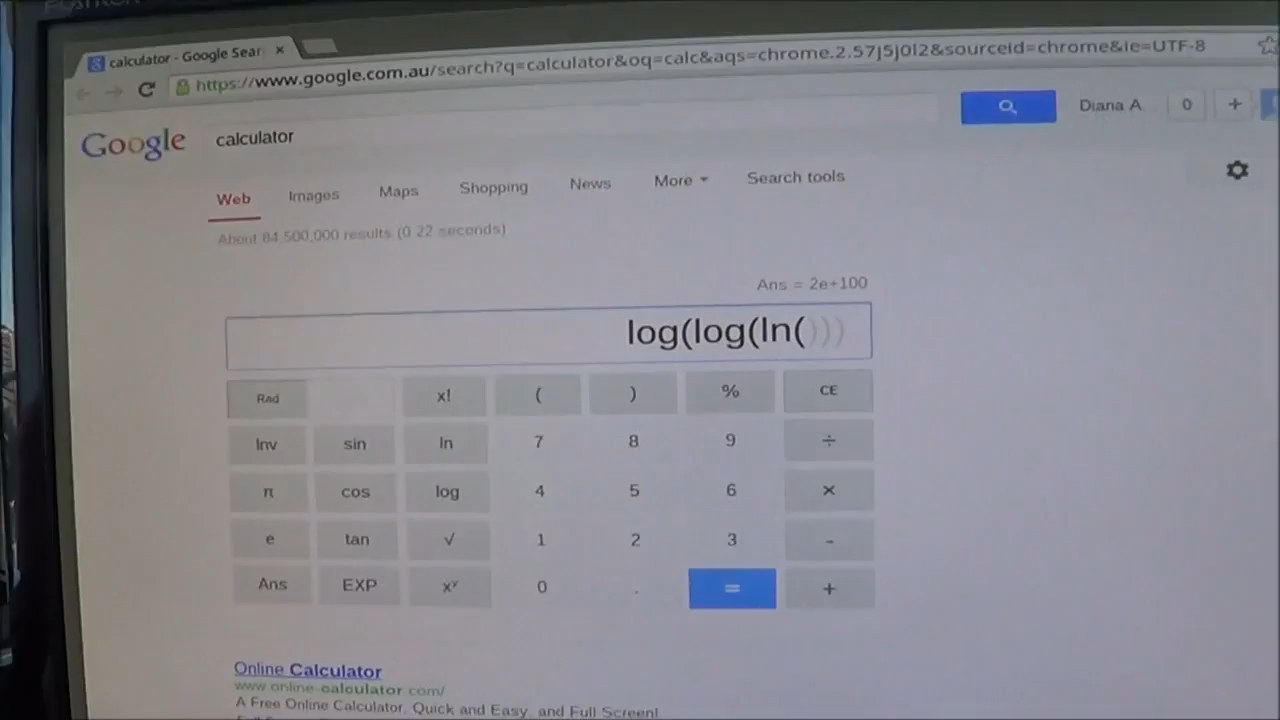 calculator - Google Sear
https://www.google.com.au/search?q=calculator&oq=calc&aqs=chrome.2.57j5j0l2&sourceid=chrome&ie=UTF-8
Google calculator Diana A 0 +
Web Images Maps Shopping News More Search tools
About 84,500,000 results (0.22 seconds)
Ans = 2e+100
log(log(ln()))
Rad x! ( ) % CE
Inv sin ln 7 8 9 ÷
π cos log 4 5 6 ×
e tan √ 1 2 3 -
Ans EXP xʸ 0 . = +
Online Calculator
www.online-calculator.com/
A Free Online Calculator, Quick and Easy, and Full Screen!